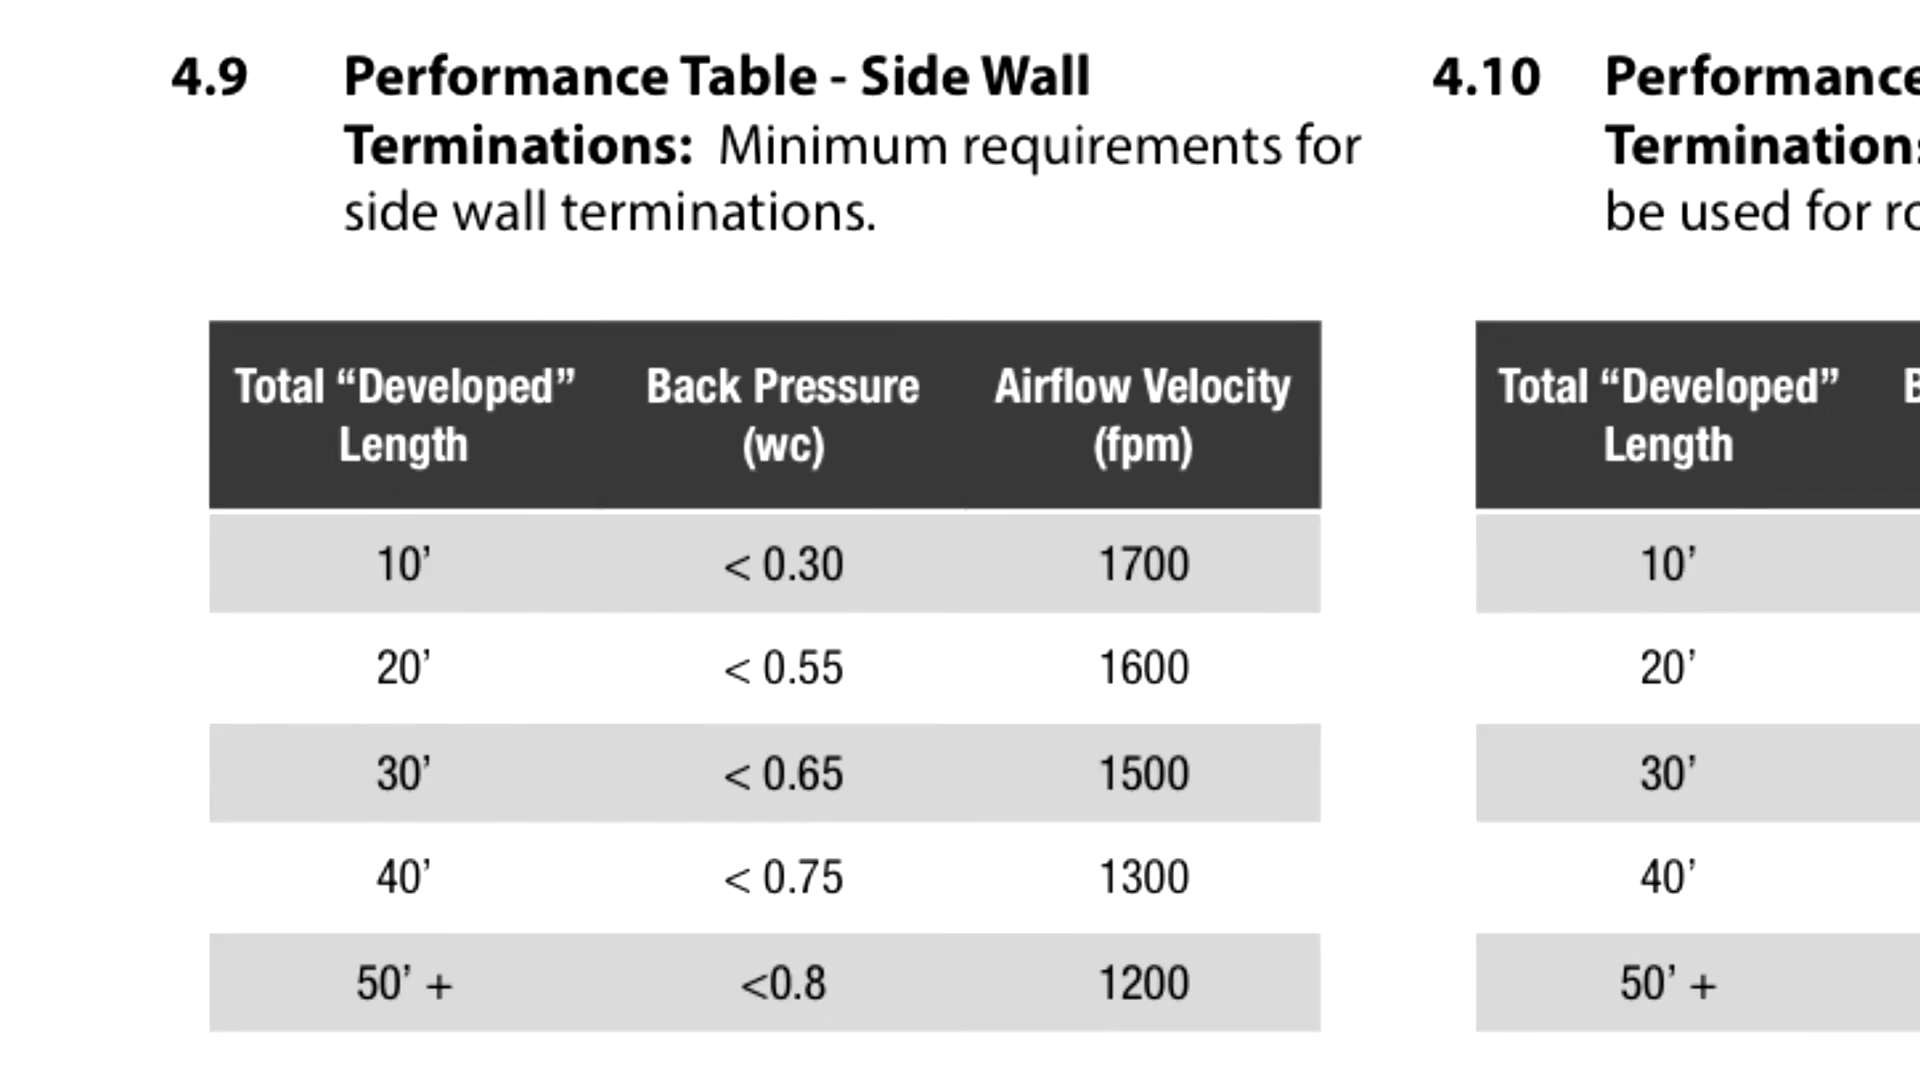 4.9 Performance Table - Side Wall
Terminations: Minimum requirements for
side wall terminations.
Total “Developed” Back Pressure Airflow Velocity
Length (wc) (fpm)
10’ < 0.30 1700
20’ < 0.55 1600
30’ < 0.65 1500
40’ < 0.75 1300
50’ + <0.8 1200
4.10 Performance
Terminations
be used for
Total “Developed”
Length
10’
20’
30’
40’
50’ +